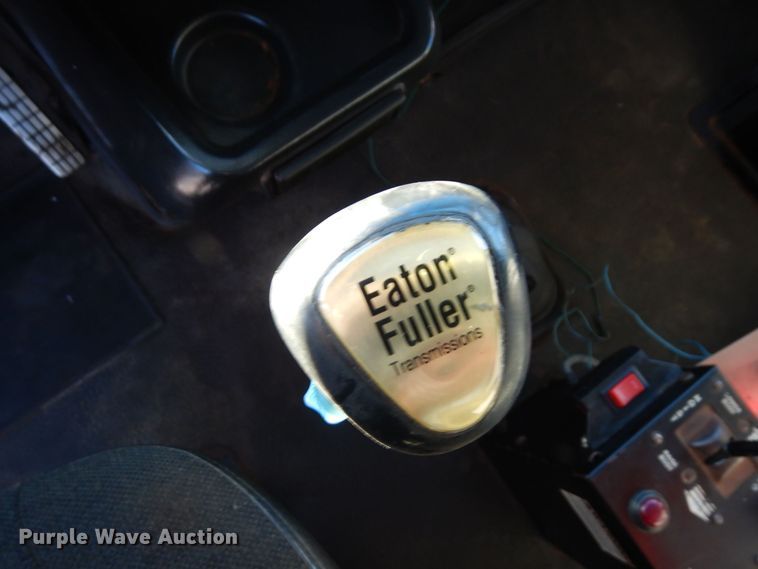 Eaton®
Fuller®
Transmissions
Purple Wave Auction